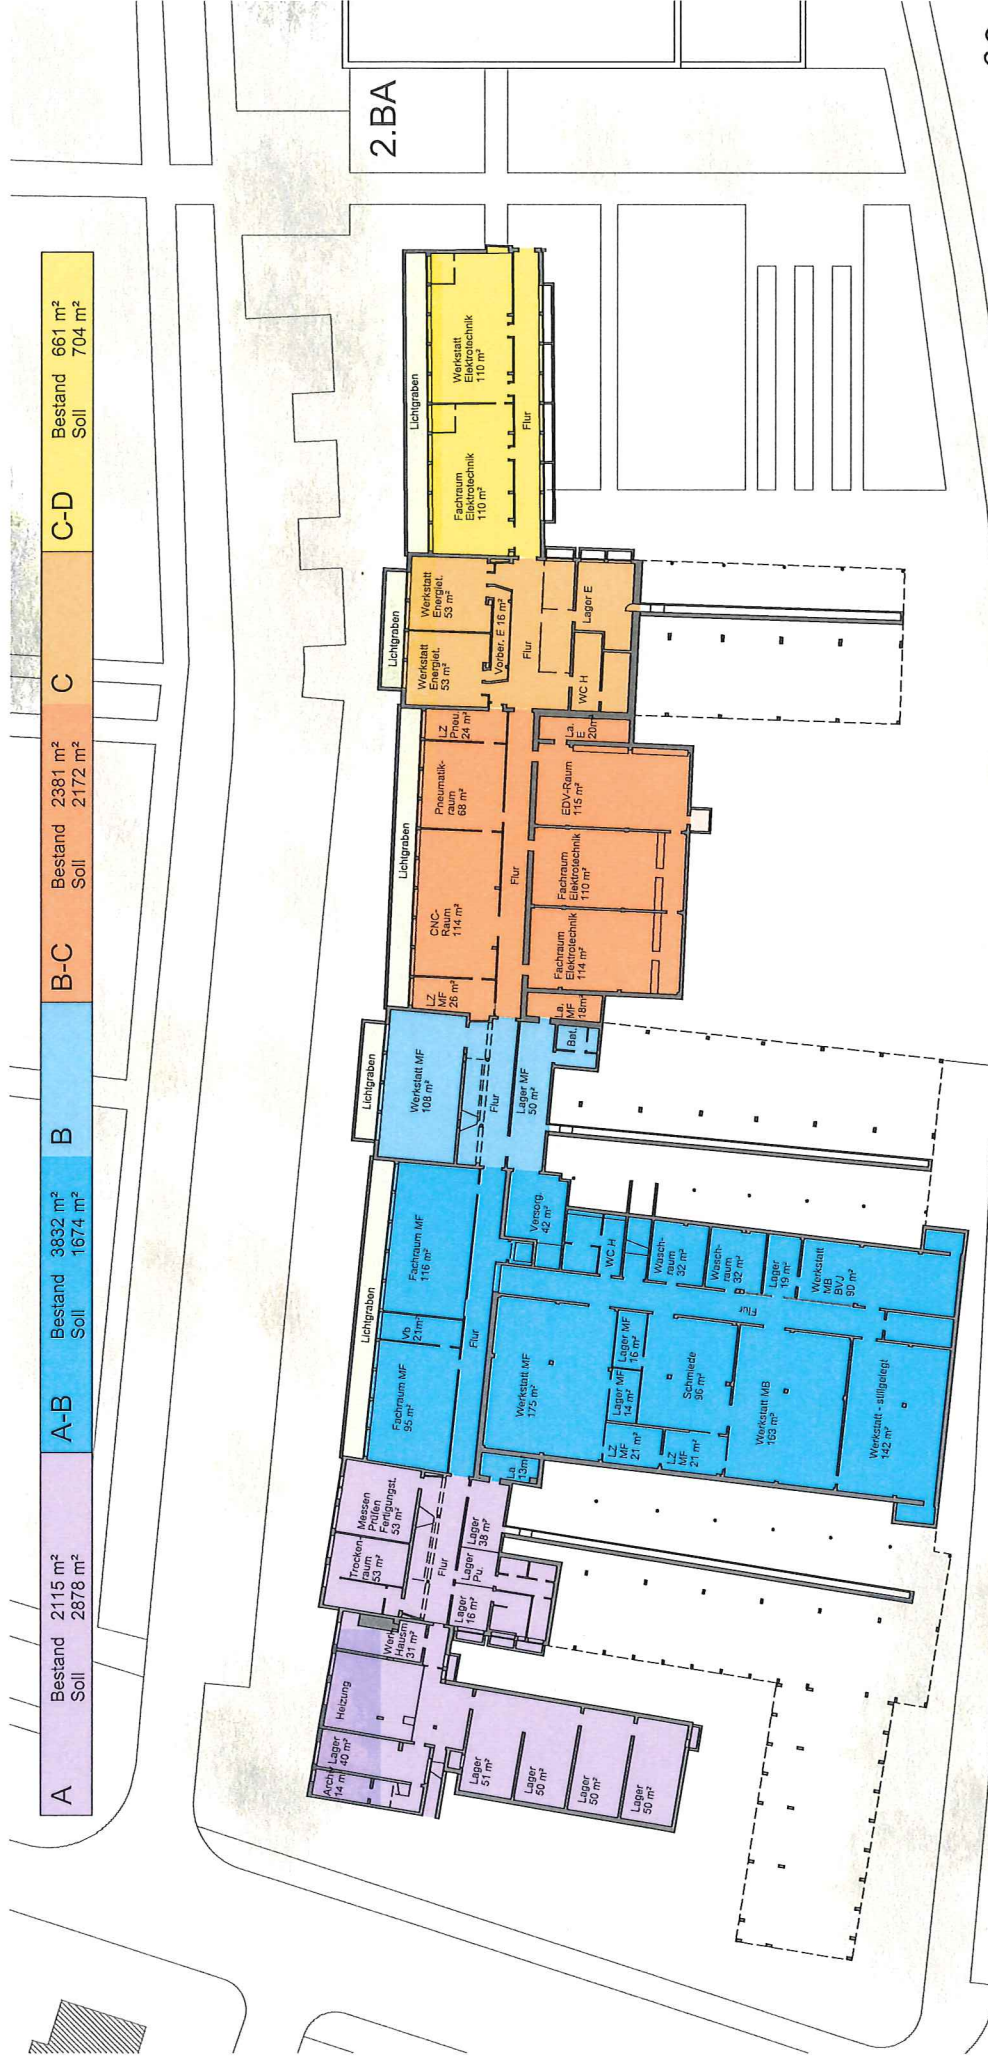 A
Bestand 2115 m²
Soll 2878 m²
A-B
Bestand 3832 m²
Soll 1674 m²
B
B-C
Bestand 2381 m²
Soll 2172 m²
C
C-D
Bestand 661 m²
Soll 704 m²
2.BA
Lichtgraben
Werkstatt
Elektrotechnik
110 m²
Fachraum
Elektrotechnik
110 m²
Flur
Lichtgraben
Werkstatt
Energiet.
53 m²
Werkstatt
Energiet.
53 m²
Vorber. E 16 m²
Flur
Lager E
WC H
Lichtgraben
LZ
Pneu.
24 m²
Pneumatik-
raum
68 m²
CNC-
Raum
114 m²
LZ
MF
26 m²
Flur
La.
E
20m²
EDV-Raum
115 m²
Fachraum
Elektrotechnik
110 m²
Fachraum
Elektrotechnik
114 m²
La.
MF
18m²
Lichtgraben
Werkstatt MF
108 m²
Flur
Lager MF
50 m²
Bat.
Lichtgraben
Fachraum MF
116 m²
Vb
21m²
Fachraum MF
95 m²
Flur
Versorg.
42 m²
WC H
Wasch-
raum
32 m²
Wasch-
raum
32 m²
Lager
19 m²
Werkstatt
MB
BVJ
90 m²
Flur
Werkstatt MF
175 m²
Lager MF
16 m²
Lager MF
14 m²
LZ
MF
21 m²
LZ
MF
21 m²
Schmiede
96 m²
Werkstatt MB
163 m²
Werkstatt - stillgelegt
142 m²
La.
13m²
Messen
Prüfen
Fertigungst.
53 m²
Trocken-
raum
53 m²
Flur
Lager
38 m²
Lager
Pu.
Lager
16 m²
Hausm.
31 m²
Heizung
Lager
40 m²
14 m²
Lager
51 m²
Lager
50 m²
Lager
50 m²
Lager
50 m²